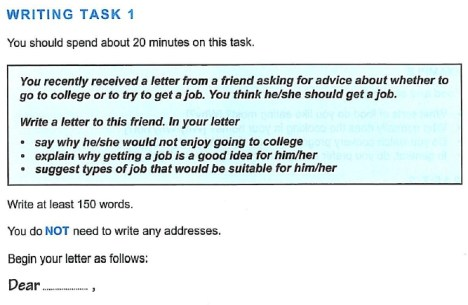 WRITING TASK 1
You should spend about 20 minutes on this task.
You recently received a letter from a friend asking for advice about whether to
go to college or to try to get a job. You think he/she should get a job.
Write a letter to this friend. In your letter
• say why he/she would not enjoy going to college
• explain why getting a job is a good idea for him/her
• suggest types of job that would be suitable for him/her
Write at least 150 words.
You do NOT need to write any addresses.
Begin your letter as follows:
Dear .............. ,